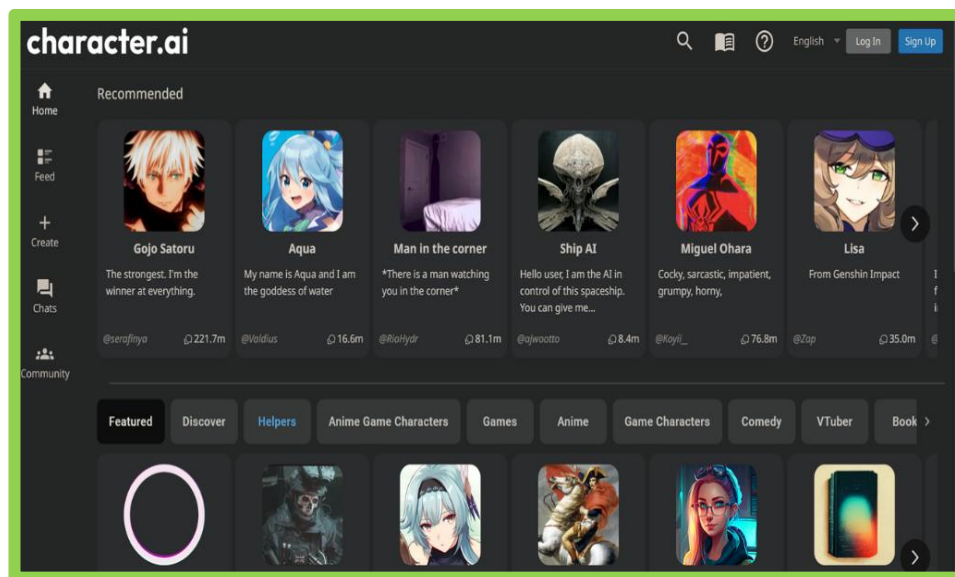 character.ai
English
Log In
Sign Up
Home
Feed
Create
Chats
Community
Recommended
Gojo Satoru
The strongest. I'm the
winner at everything.
@serafinya
221.7m
Aqua
My name is Aqua and I am
the goddess of water
@Valdius
16.6m
Man in the corner
*There is a man watching
you in the corner*
@RioHydr
81.1m
Ship AI
Hello user, I am the AI in
control of this spaceship.
You can give me...
@ajwootto
8.4m
Miguel Ohara
Cocky, sarcastic, impatient,
grumpy, horny,
@Koyii_
76.8m
Lisa
From Genshin Impact
@Zap
35.0m
Featured
Discover
Helpers
Anime Game Characters
Games
Anime
Game Characters
Comedy
VTuber
Book